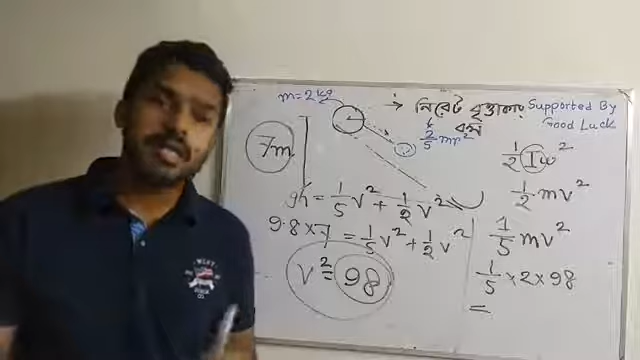 m=2kg
7m
→ নিরেট বৃত্তাকার
বস্তু
2/5 mr²
Supported By
Good Luck
gh = 1/5 v² + 1/2 v²
9.8 × 7 = 1/5 v² + 1/2 v²
v² = 98
1/2 Iω²
1/2 mv²
1/5 mv²
1/5 × 2 × 98
=